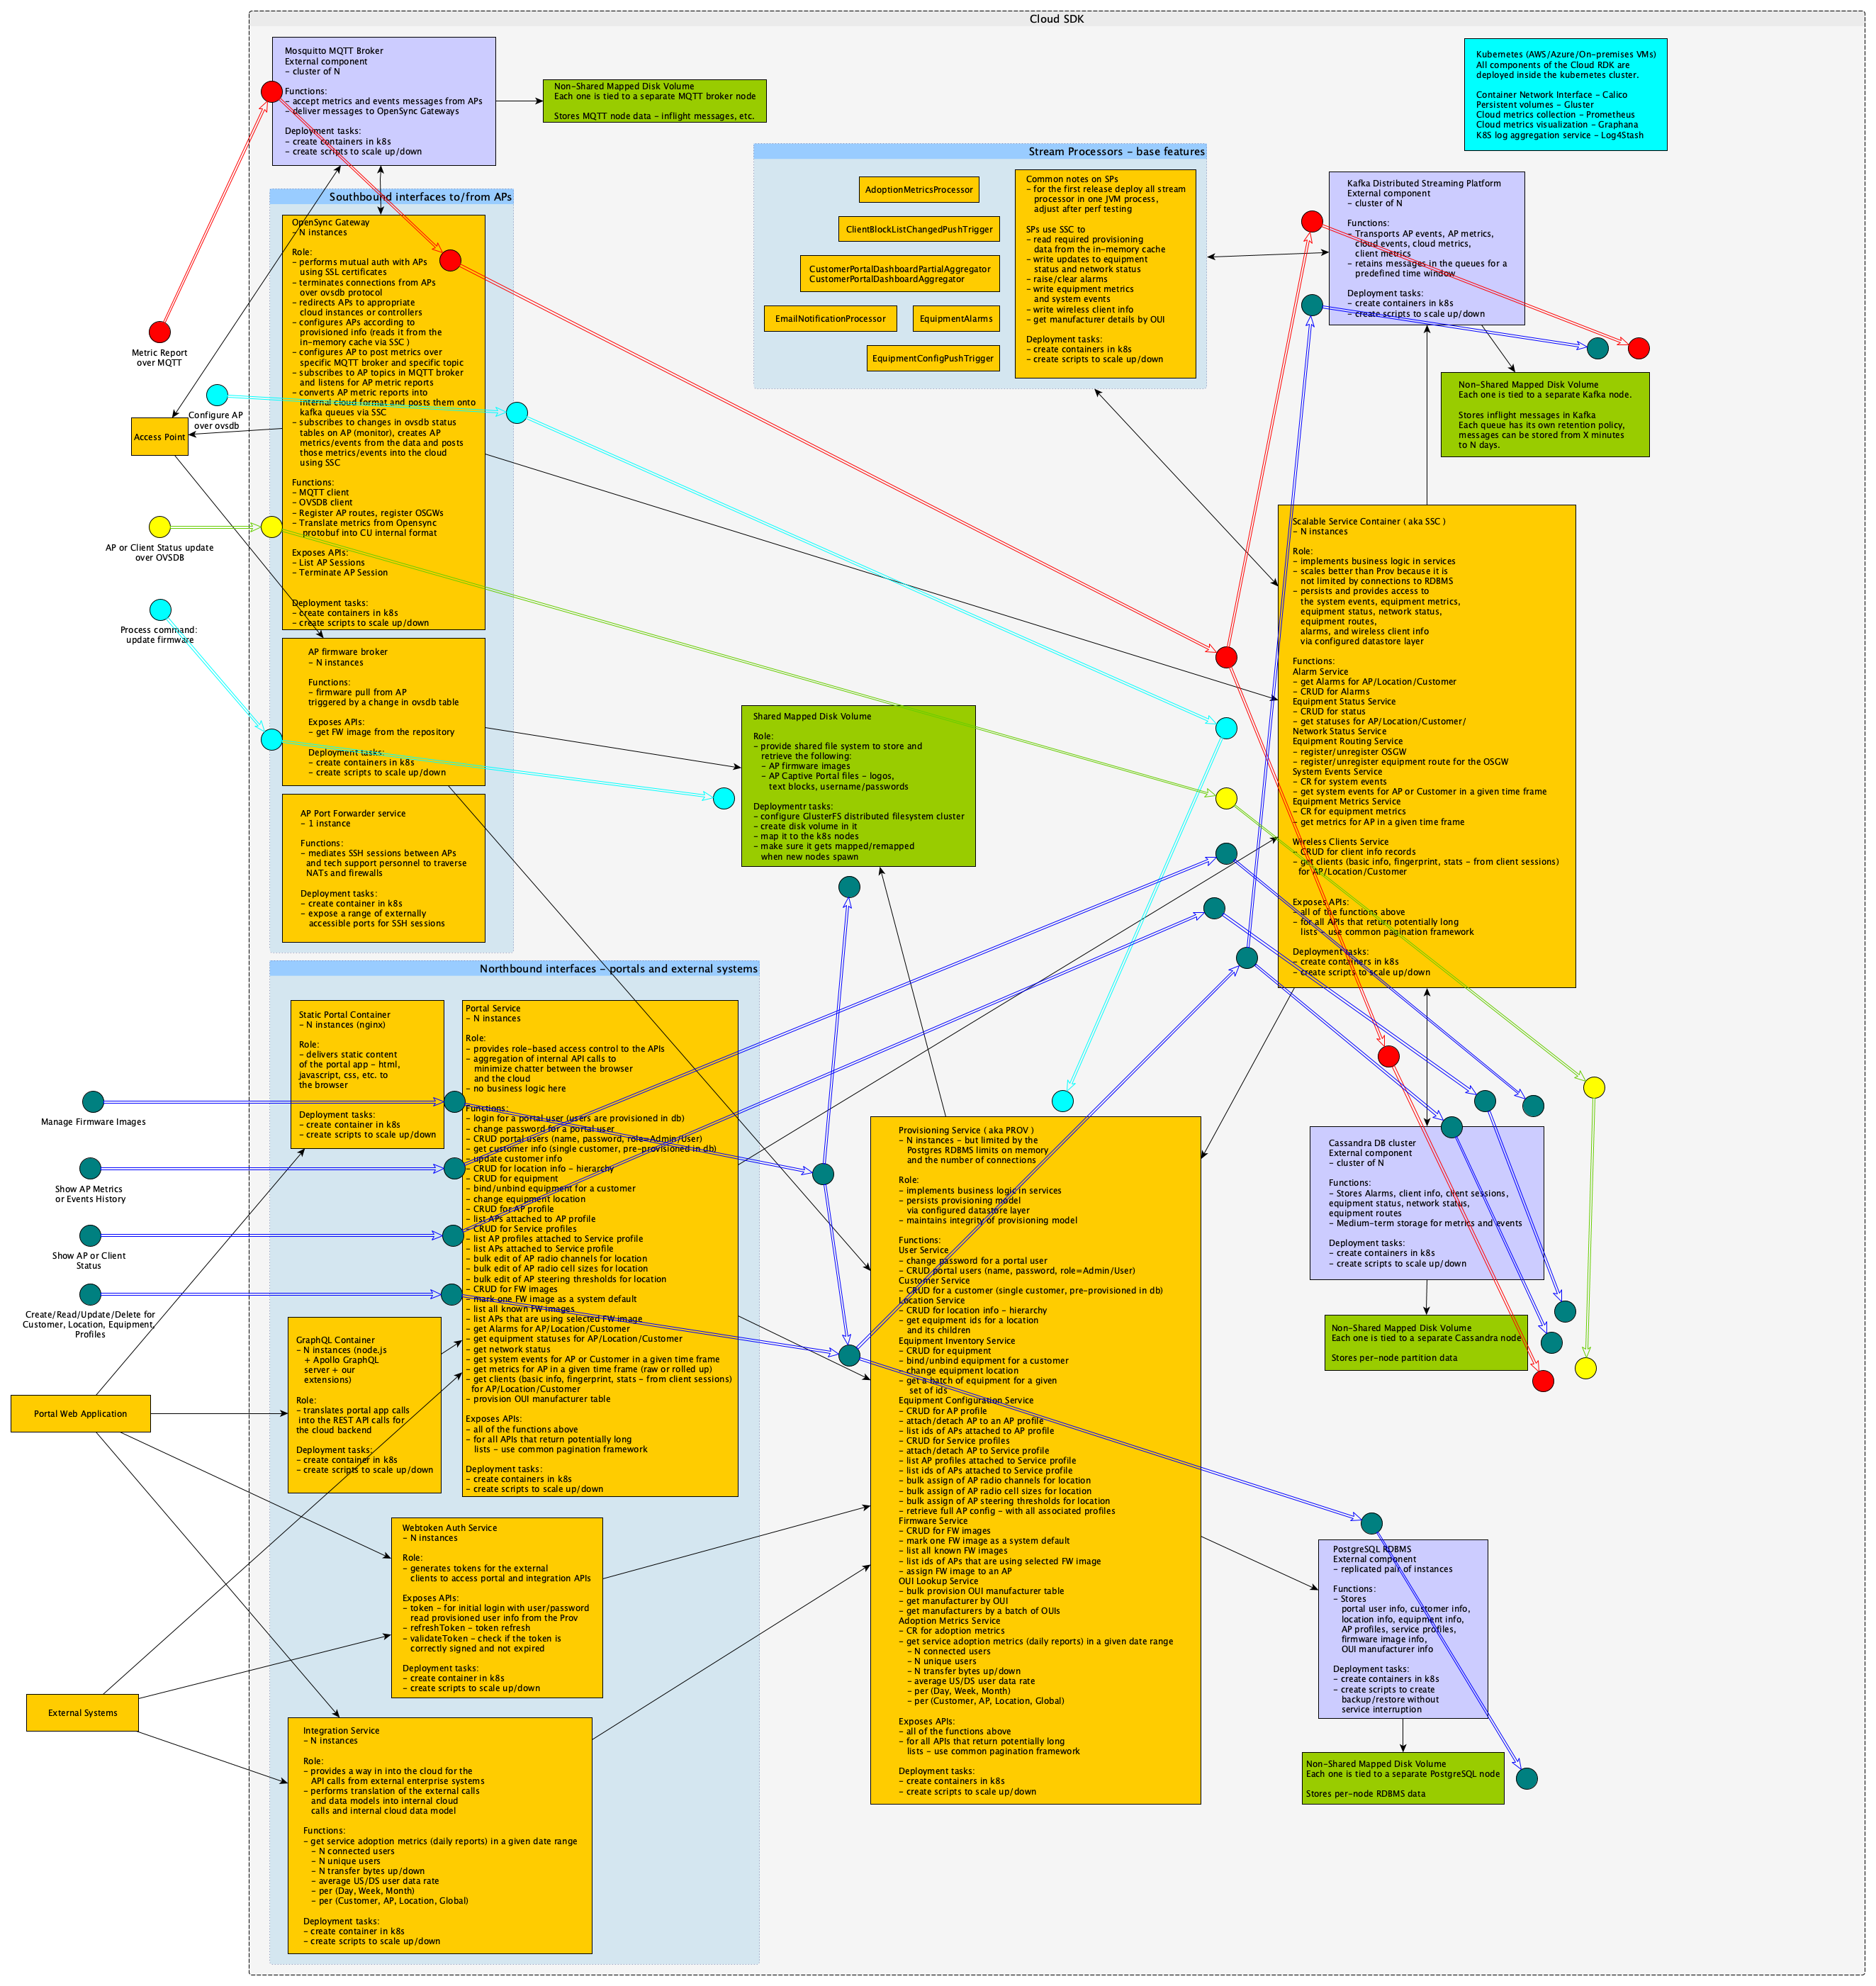 Cloud SDK
Mosquitto MQTT Broker
External component
- cluster of N
Functions:
- accept metrics and events messages from APs
- deliver messages to OpenSync Gateways
Deployment tasks:
- create containers in k8s
- create scripts to scale up/down
Non-Shared Mapped Disk Volume
Each one is tied to a separate MQTT broker node
Stores MQTT node data - inflight messages, etc.
Kubernetes (AWS/Azure/On-premises VMs)
All components of the Cloud RDK are
deployed inside the kubernetes cluster.
Container Network Interface - Calico
Persistent volumes - Gluster
Cloud metrics collection - Prometheus
Cloud metrics visualization - Graphana
K8S log aggregation service - Log4Stash
Stream Processors - base features
AdoptionMetricsProcessor
ClientBlockListChangedPushTrigger
CustomerPortalDashboardPartialAggregator
CustomerPortalDashboardAggregator
EmailNotificationProcessor
EquipmentAlarms
EquipmentConfigPushTrigger
Common notes on SPs
- for the first release deploy all stream
processor in one JVM process,
adjust after perf testing
SPs use SSC to
- read required provisioning
data from the in-memory cache
- write updates to equipment
status and network status
- raise/clear alarms
- write equipment metrics
and system events
- write wireless client info
- get manufacturer details by OUI
Deployment tasks:
- create containers in k8s
- create scripts to scale up/down
Kafka Distributed Streaming Platform
External component
- cluster of N
Functions:
- Transports AP events, AP metrics,
cloud events, cloud metrics,
client metrics
- retains messages in the queues for a
predefined time window
Deployment tasks:
- create containers in k8s
- create scripts to scale up/down
Non-Shared Mapped Disk Volume
Each one is tied to a separate Kafka node.
Stores inflight messages in Kafka
Each queue has its own retention policy,
messages can be stored from X minutes
to N days.
Southbound interfaces to/from APs
OpenSync Gateway
- N instances
Role:
- performs mutual auth with APs
using SSL certificates
- terminates connections from APs
over ovsdb protocol
- redirects APs to appropriate
cloud instances or controllers
- configures APs according to
provisioned info (reads it from the
in-memory cache via SSC )
- configures AP to post metrics over
specific MQTT broker and specific topic
- subscribes to AP topics in MQTT broker
and listens for AP metric reports
- converts AP metric reports into
internal cloud format and posts them onto
kafka queues via SSC
- subscribes to changes in ovsdb status
tables on AP (monitor), creates AP
metrics/events from the data and posts
those metrics/events into the cloud
using SSC
Functions:
- MQTT client
- OVSDB client
- Register AP routes, register OSGWs
- Translate metrics from Opensync
protobuf into CU internal format
Exposes APIs:
- List AP Sessions
- Terminate AP Session
Deployment tasks:
- create containers in k8s
- create scripts to scale up/down
Metric Report
over MQTT
Configure AP
over ovsdb
Access Point
AP or Client Status update
over OVSDB
Process command:
update firmware
AP firmware broker
- N instances
Functions:
- firmware pull from AP
triggered by a change in ovsdb table
Exposes APIs:
- get FW image from the repository
Deployment tasks:
- create containers in k8s
- create scripts to scale up/down
AP Port Forwarder service
- 1 instance
Functions:
- mediates SSH sessions between APs
and tech support personnel to traverse
NATs and firewalls
Deployment tasks:
- create container in k8s
- expose a range of externally
accessible ports for SSH sessions
Shared Mapped Disk Volume
Role:
- provide shared file system to store and
retrieve the following:
- AP firmware images
- AP Captive Portal files - logos,
text blocks, username/passwords
Deploymentr tasks:
- configure GlusterFS distributed filesystem cluster
- create disk volume in it
- map it to the k8s nodes
- make sure it gets mapped/remapped
when new nodes spawn
Scalable Service Container ( aka SSC )
- N instances
Role:
- implements business logic in services
- scales better than Prov because it is
not limited by connections to RDBMS
- persists and provides access to
the system events, equipment metrics,
equipment status, network status,
equipment routes,
alarms, and wireless client info
via configured datastore layer
Functions:
Alarm Service
- get Alarms for AP/Location/Customer
- CRUD for Alarms
Equipment Status Service
- CRUD for status
- get statuses for AP/Location/Customer/
Network Status Service
Equipment Routing Service
- register/unregister OSGW
- register/unregister equipment route for the OSGW
System Events Service
- CR for system events
- get system events for AP or Customer in a given time frame
Equipment Metrics Service
- CR for equipment metrics
- get metrics for AP in a given time frame
Wireless Clients Service
- CRUD for client info records
- get clients (basic info, fingerprint, stats - from client sessions)
for AP/Location/Customer
Exposes APIs:
- all of the functions above
- for all APIs that return potentially long
lists - use common pagination framework
Deployment tasks:
- create containers in k8s
- create scripts to scale up/down
Northbound interfaces - portals and external systems
Static Portal Container
- N instances (nginx)
Role:
- delivers static content
of the portal app - html,
javascript, css, etc. to
the browser
Deployment tasks:
- create container in k8s
- create scripts to scale up/down
Portal Service
- N instances
Role:
- provides role-based access control to the APIs
- aggregation of internal API calls to
minimize chatter between the browser
and the cloud
- no business logic here
Functions:
- login for a portal user (users are provisioned in db)
- change password for a portal user
- CRUD portal users (name, password, role=Admin/User)
- get customer info (single customer, pre-provisioned in db)
- update customer info
- CRUD for location info - hierarchy
- CRUD for equipment
- bind/unbind equipment for a customer
- change equipment location
- CRUD for AP profile
- list APs attached to AP profile
- CRUD for Service profiles
- list AP profiles attached to Service profile
- list APs attached to Service profile
- bulk edit of AP radio channels for location
- bulk edit of AP radio cell sizes for location
- bulk edit of AP steering thresholds for location
- CRUD for FW images
- mark one FW image as a system default
- list all known FW images
- list APs that are using selected FW image
- get Alarms for AP/Location/Customer
- get equipment statuses for AP/Location/Customer
- get network status
- get system events for AP or Customer in a given time frame
- get metrics for AP in a given time frame (raw or rolled up)
- get clients (basic info, fingerprint, stats - from client sessions)
for AP/Location/Customer
- provision OUI manufacturer table
Exposes APIs:
- all of the functions above
- for all APIs that return potentially long
lists - use common pagination framework
Deployment tasks:
- create containers in k8s
- create scripts to scale up/down
Manage Firmware Images
Show AP Metrics
or Events History
Show AP or Client
Status
Create/Read/Update/Delete for
Customer, Location, Equipment,
Profiles
GraphQL Container
- N instances (node.js
+ Apollo GraphQL
server + our
extensions)
Role:
- translates portal app calls
into the REST API calls for
the cloud backend
Deployment tasks:
- create container in k8s
- create scripts to scale up/down
Portal Web Application
External Systems
Webtoken Auth Service
- N instances
Role:
- generates tokens for the external
clients to access portal and integration APIs
Exposes APIs:
- token - for initial login with user/password
read provisioned user info from the Prov
- refreshToken - token refresh
- validateToken - check if the token is
correctly signed and not expired
Deployment tasks:
- create container in k8s
- create scripts to scale up/down
Integration Service
- N instances
Role:
- provides a way in into the cloud for the
API calls from external enterprise systems
- performs translation of the external calls
and data models into internal cloud
calls and internal cloud data model
Functions:
- get service adoption metrics (daily reports) in a given date range
- N connected users
- N unique users
- N transfer bytes up/down
- average US/DS user data rate
- per (Day, Week, Month)
- per (Customer, AP, Location, Global)
Deployment tasks:
- create container in k8s
- create scripts to scale up/down
Provisioning Service ( aka PROV )
- N instances - but limited by the
Postgres RDBMS limits on memory
and the number of connections
Role:
- implements business logic in services
- persists provisioning model
via configured datastore layer
- maintains integrity of provisioning model
Functions:
User Service
- change password for a portal user
- CRUD portal users (name, password, role=Admin/User)
Customer Service
- CRUD for a customer (single customer, pre-provisioned in db)
Location Service
- CRUD for location info - hierarchy
- get equipment ids for a location
and its children
Equipment Inventory Service
- CRUD for equipment
- bind/unbind equipment for a customer
- change equipment location
- get a batch of equipment for a given
set of ids
Equipment Configuration Service
- CRUD for AP profile
- attach/detach AP to an AP profile
- list ids of APs attached to AP profile
- CRUD for Service profiles
- attach/detach AP to Service profile
- list AP profiles attached to Service profile
- list ids of APs attached to Service profile
- bulk assign of AP radio channels for location
- bulk assign of AP radio cell sizes for location
- bulk assign of AP steering thresholds for location
- retrieve full AP config - with all associated profiles
Firmware Service
- CRUD for FW images
- mark one FW image as a system default
- list all known FW images
- list ids of APs that are using selected FW image
- assign FW image to an AP
OUI Lookup Service
- bulk provision OUI manufacturer table
- get manufacturer by OUI
- get manufacturers by a batch of OUIs
Adoption Metrics Service
- CR for adoption metrics
- get service adoption metrics (daily reports) in a given date range
- N connected users
- N unique users
- N transfer bytes up/down
- average US/DS user data rate
- per (Day, Week, Month)
- per (Customer, AP, Location, Global)
Exposes APIs:
- all of the functions above
- for all APIs that return potentially long
lists - use common pagination framework
Deployment tasks:
- create containers in k8s
- create scripts to scale up/down
Cassandra DB cluster
External component
- cluster of N
Functions:
- Stores Alarms, client info, client sessions,
equipment status, network status,
equipment routes
- Medium-term storage for metrics and events
Deployment tasks:
- create containers in k8s
- create scripts to scale up/down
Non-Shared Mapped Disk Volume
Each one is tied to a separate Cassandra node
Stores per-node partition data
PostgreSQL RDBMS
External component
- replicated pair of instances
Functions:
- Stores
portal user info, customer info,
location info, equipment info,
AP profiles, service profiles,
firmware image info,
OUI manufacturer info
Deployment tasks:
- create containers in k8s
- create scripts to create
backup/restore without
service interruption
Non-Shared Mapped Disk Volume
Each one is tied to a separate PostgreSQL node
Stores per-node RDBMS data